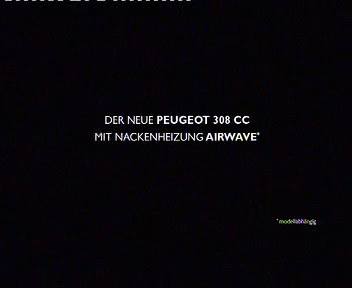 DER NEUE PEUGEOT 308 CC
MIT NACKENHEIZUNG AIRWAVE*
*modellabhängig